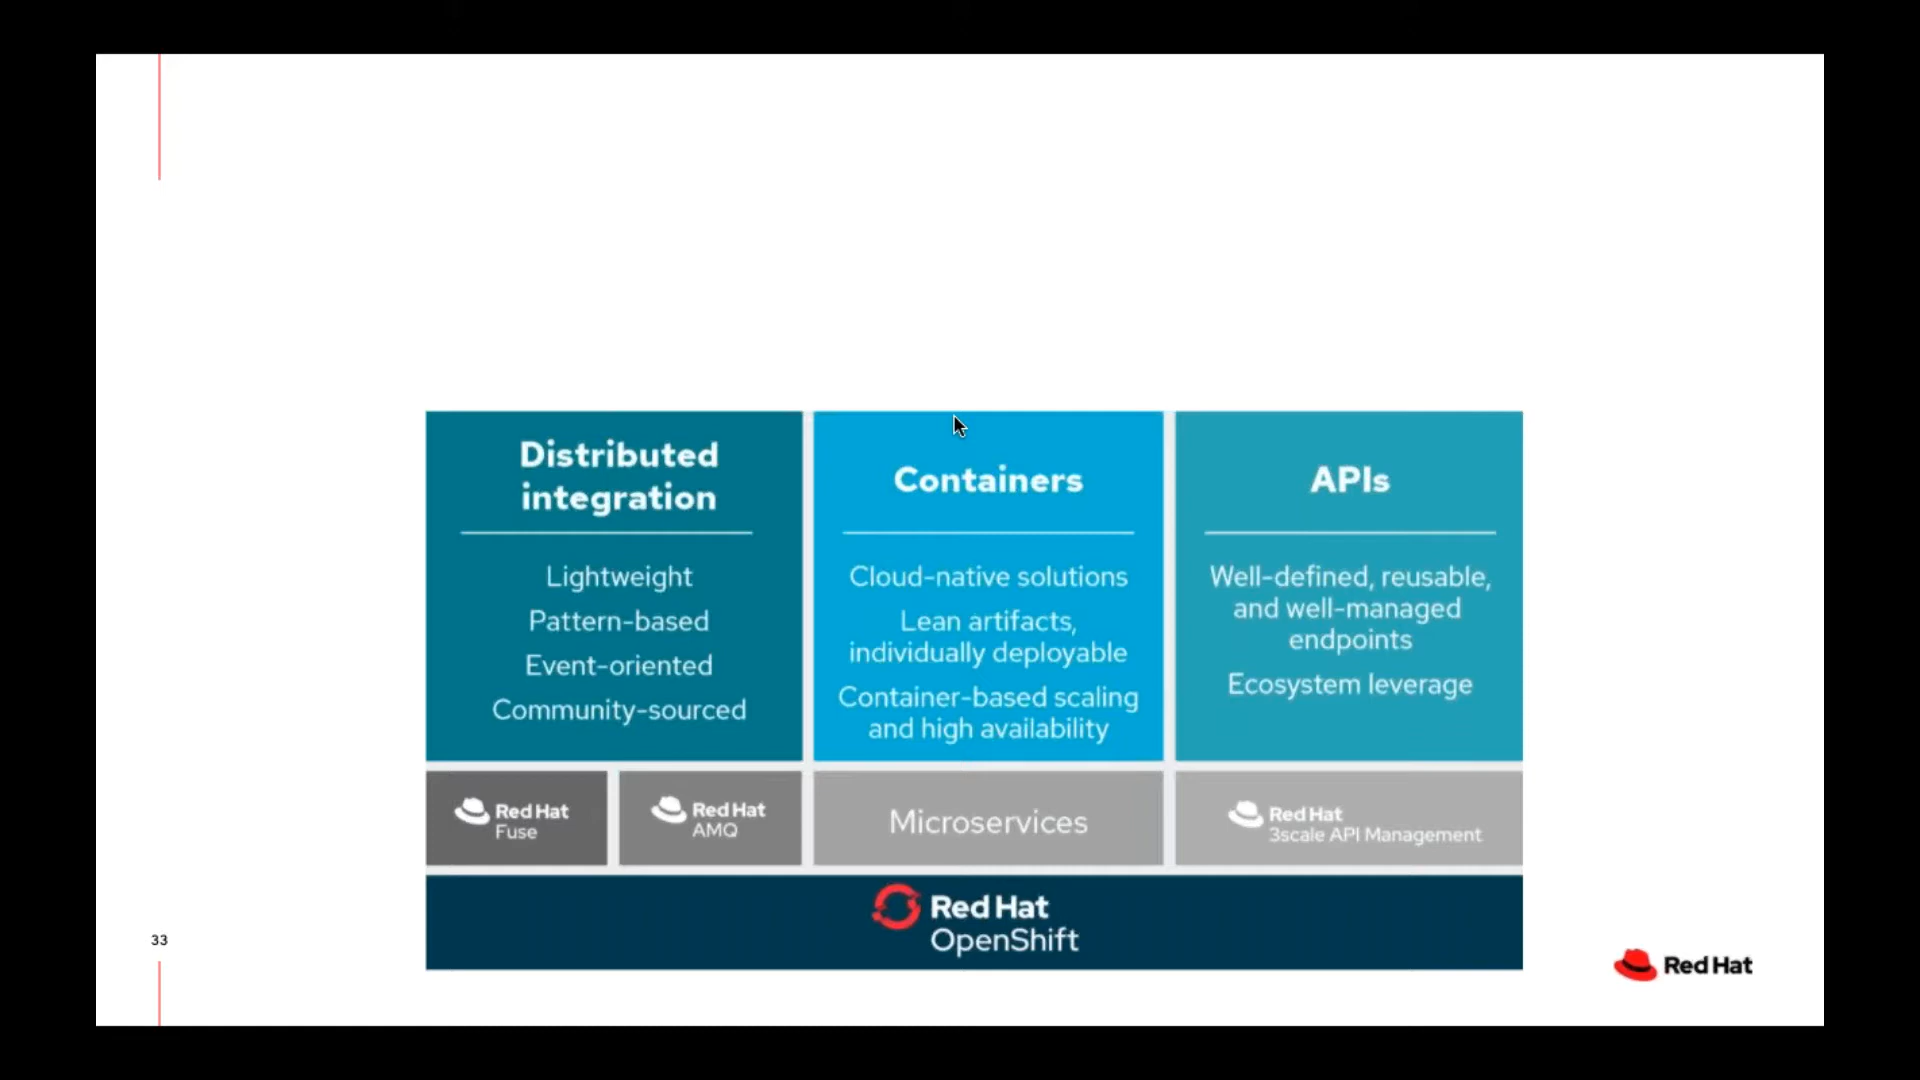 Distributed
integration
Lightweight
Pattern-based
Event-oriented
Community-sourced
Containers
Cloud-native solutions
Lean artifacts,
individually deployable
Container-based scaling
and high availability
APIs
Well-defined, reusable,
and well-managed
endpoints
Ecosystem leverage
Red Hat
Fuse
Red Hat
AMQ
Microservices
Red Hat
3scale API Management
Red Hat
OpenShift
33
Red Hat